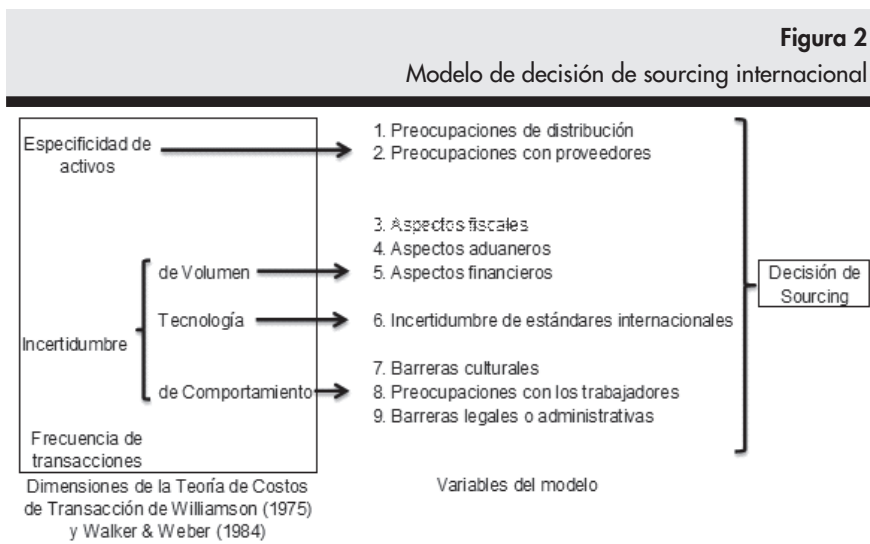 Figura 2
Modelo de decisión de sourcing internacional
Especificidad de
activos
1. Preocupaciones de distribución
2. Preocupaciones con proveedores
3. Aspectos fiscales
de Volumen
4. Aspectos aduaneros
5. Aspectos financieros
Decisión de
Sourcing
Incertidumbre
Tecnología
6. Incertidumbre de estándares internacionales
de Comportamiento
7. Barreras culturales
8. Preocupaciones con los trabajadores
9. Barreras legales o administrativas
Frecuencia de
transacciones
Dimensiones de la Teoría de Costos
de Transacción de Williamson (1975)
y Walker & Weber (1984)
Variables del modelo